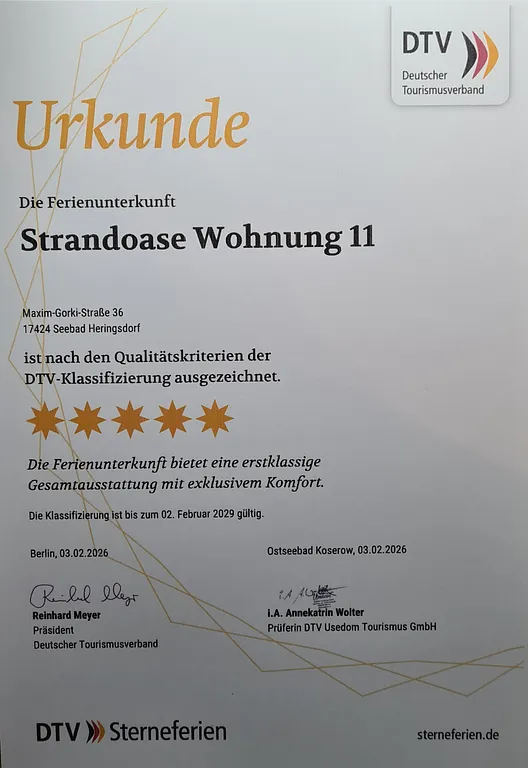 DTV
Deutscher
Tourismusverband
Urkunde
Die Ferienunterkunft
Strandoase Wohnung 11
Maxim-Gorki-Straße 36
17424 Seebad Heringsdorf
ist nach den Qualitätskriterien der
DTV-Klassifizierung ausgezeichnet.
Die Ferienunterkunft bietet eine erstklassige
Gesamtausstattung mit exklusivem Komfort.
Die Klassifizierung ist bis zum 02. Februar 2029 gültig.
Berlin, 03.02.2026
Ostseebad Koserow, 03.02.2026
Reinhard Meyer
Präsident
Deutscher Tourismusverband
i.A. Annekatrin Wolter
Prüferin DTV Usedom Tourismus GmbH
DTV Sterneferien
sterneferien.de